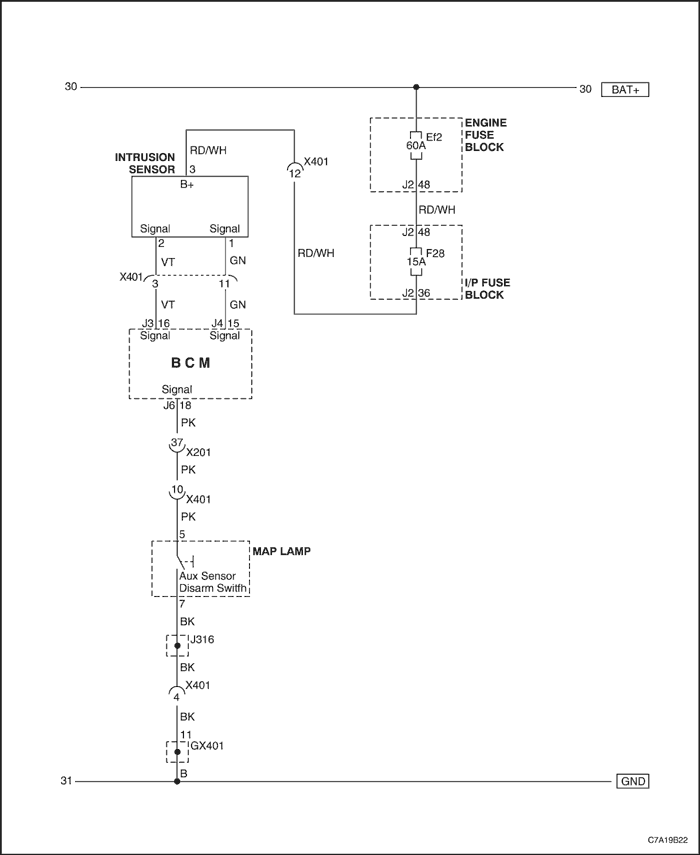 30
30 BAT+
ENGINE
FUSE
BLOCK
Ef2
60A
J2 48
RD/WH
J2 48
F28
15A
I/P FUSE
BLOCK
J2 36
RD/WH
X401
12
RD/WH
INTRUSION
SENSOR
3
B+
Signal Signal
2 1
VT GN
X401
3 11
VT GN
J3 16 J4 15
Signal Signal
B C M
Signal
J6 18
PK
37
X201
PK
10
X401
PK
5
MAP LAMP
Aux Sensor
Disarm Switfh
7
BK
J316
BK
X401
4
BK
11
GX401
B
31
GND
C7A19B22